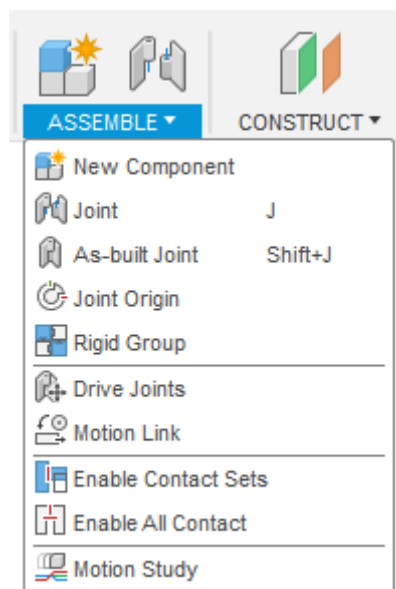 ASSEMBLE CONSTRUCT
New Component
Joint J
As-built Joint Shift+J
Joint Origin
Rigid Group
Drive Joints
Motion Link
Enable Contact Sets
Enable All Contact
Motion Study